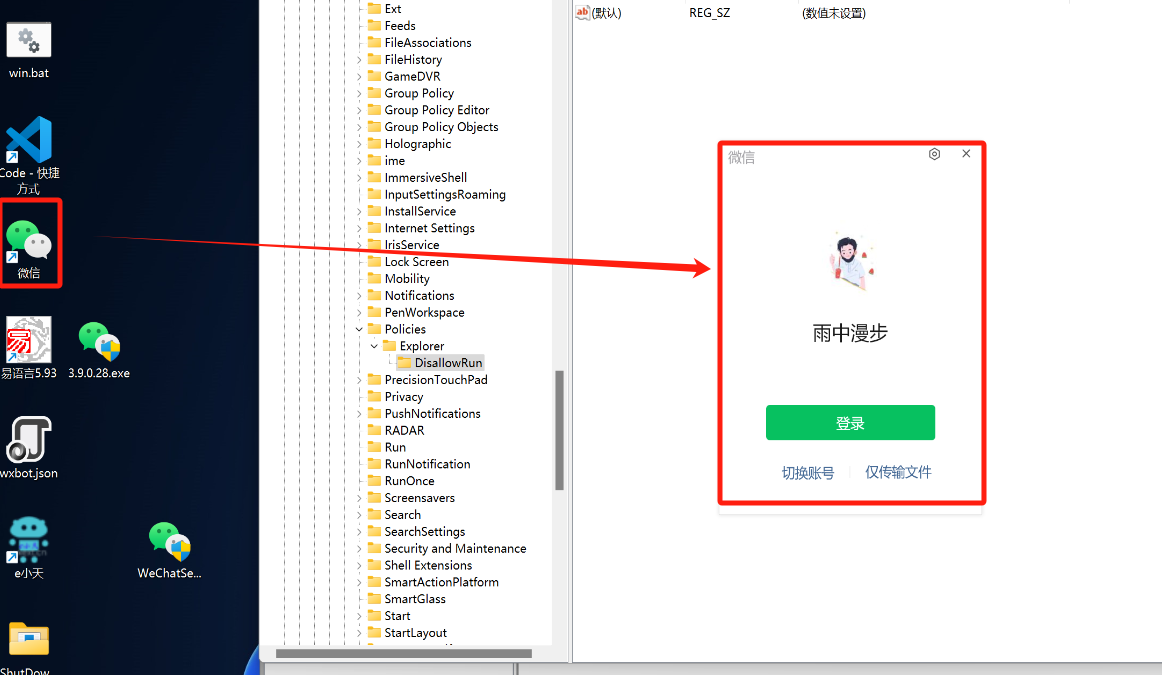 win.bat
Code - 快捷
方式
微信
易语言5.93
3.9.0.28.exe
wxbot.json
e小天
WeChatSe...
ShutDow
Ext
Feeds
FileAssociations
FileHistory
GameDVR
Group Policy
Group Policy Editor
Group Policy Objects
Holographic
ime
ImmersiveShell
InputSettingsRoaming
InstallService
Internet Settings
IrisService
Lock Screen
Mobility
Notifications
PenWorkspace
Policies
Explorer
DisallowRun
PrecisionTouchPad
Privacy
PushNotifications
RADAR
Run
RunNotification
RunOnce
Screensavers
Search
SearchSettings
Security and Maintenance
Shell Extensions
SmartActionPlatform
SmartGlass
Start
StartLayout
ab (默认) REG_SZ (数值未设置)
微信
雨中漫步
登录
切换账号 仅传输文件